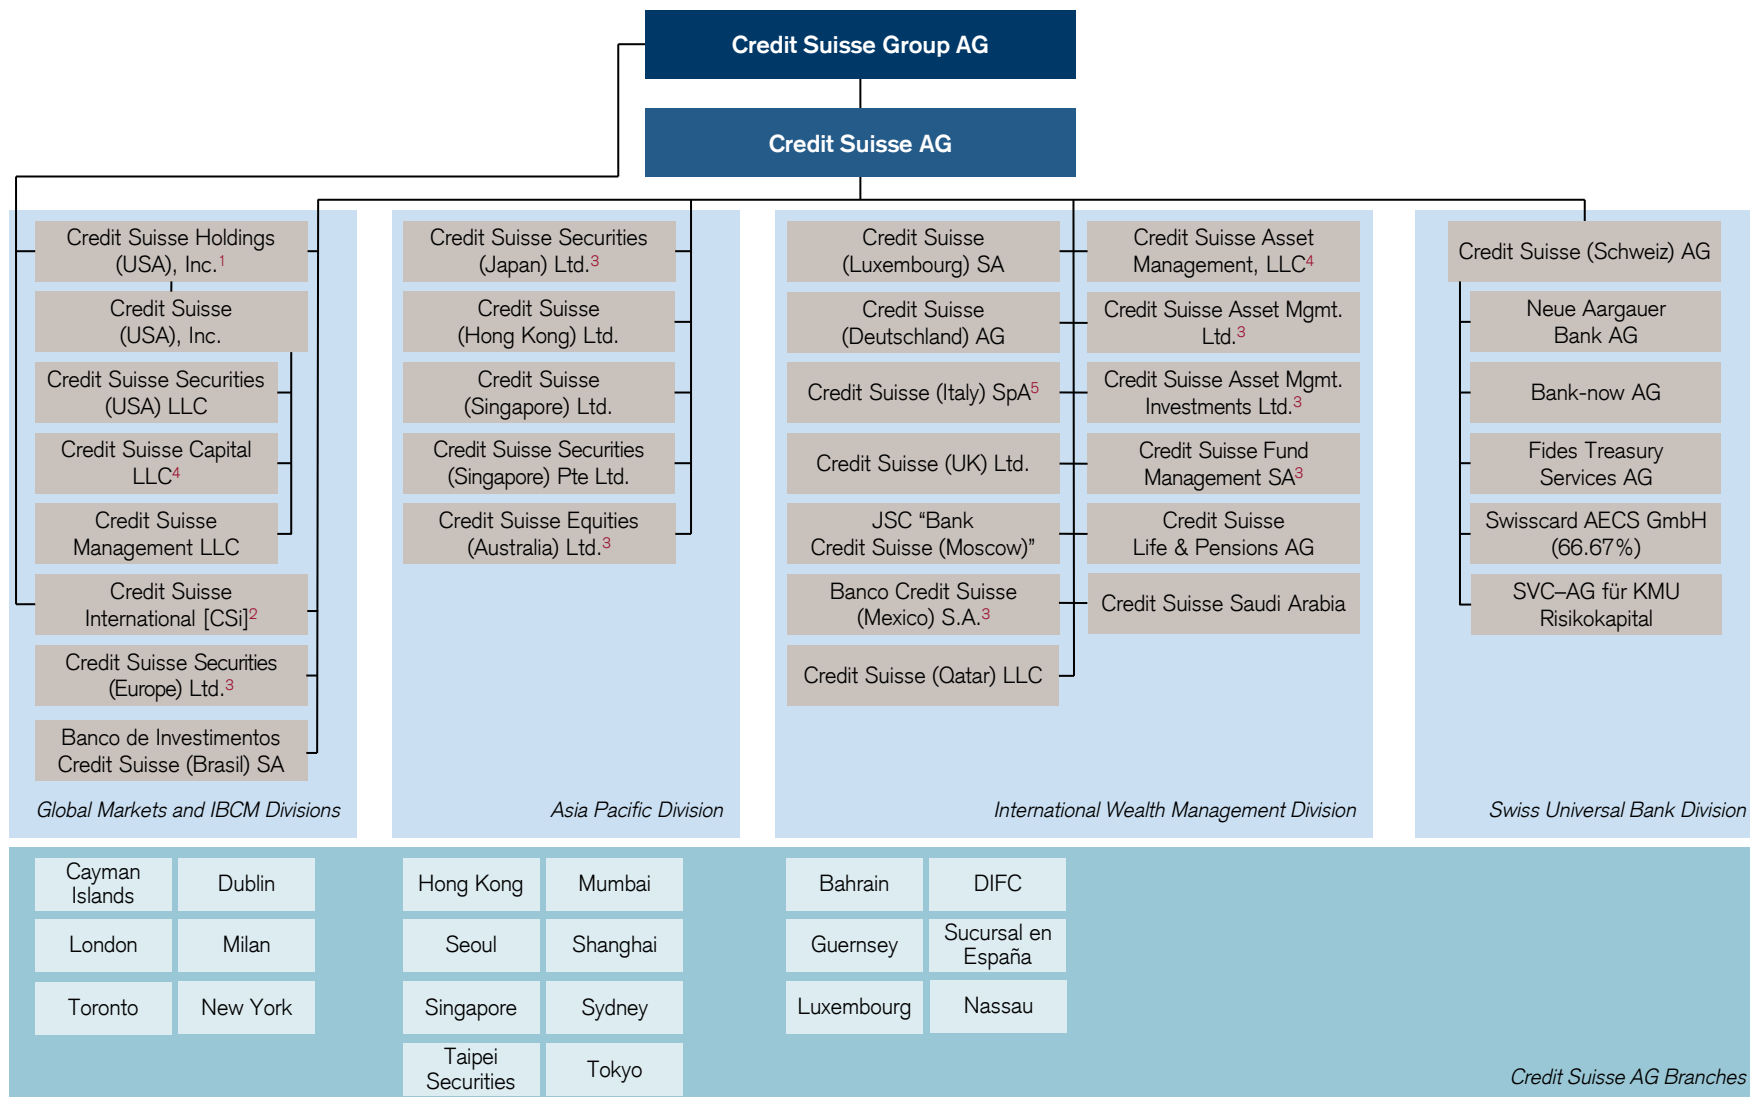 Credit Suisse Group AG
Credit Suisse AG
Credit Suisse Holdings
(USA), Inc.1
Credit Suisse
(USA), Inc.
Credit Suisse Securities
(USA) LLC
Credit Suisse Capital
LLC4
Credit Suisse
Management LLC
Credit Suisse
International [CSi]2
Credit Suisse Securities
(Europe) Ltd.3
Banco de Investimentos
Credit Suisse (Brasil) SA
Global Markets and IBCM Divisions
Credit Suisse Securities
(Japan) Ltd.3
Credit Suisse
(Hong Kong) Ltd.
Credit Suisse
(Singapore) Ltd.
Credit Suisse Securities
(Singapore) Pte Ltd.
Credit Suisse Equities
(Australia) Ltd.3
Asia Pacific Division
Credit Suisse
(Luxembourg) SA
Credit Suisse
(Deutschland) AG
Credit Suisse (Italy) SpA5
Credit Suisse (UK) Ltd.
JSC “Bank
Credit Suisse (Moscow)”
Banco Credit Suisse
(Mexico) S.A.3
Credit Suisse (Qatar) LLC
Credit Suisse Asset
Management, LLC4
Credit Suisse Asset Mgmt.
Ltd.3
Credit Suisse Asset Mgmt.
Investments Ltd.3
Credit Suisse Fund
Management SA3
Credit Suisse
Life & Pensions AG
Credit Suisse Saudi Arabia
International Wealth Management Division
Credit Suisse (Schweiz) AG
Neue Aargauer
Bank AG
Bank-now AG
Fides Treasury
Services AG
Swisscard AECS GmbH
(66.67%)
SVC–AG für KMU
Risikokapital
Swiss Universal Bank Division
Cayman
Islands
Dublin
London
Milan
Toronto
New York
Hong Kong
Mumbai
Seoul
Shanghai
Singapore
Sydney
Taipei
Securities
Tokyo
Bahrain
DIFC
Guernsey
Sucursal en
España
Luxembourg
Nassau
Credit Suisse AG Branches